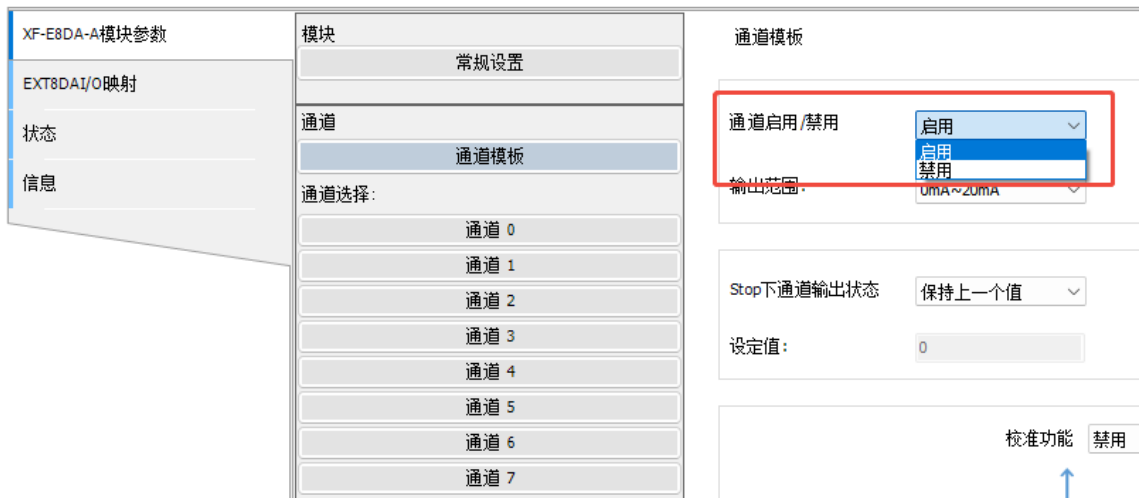 XF-E8DA-A模块参数
EXT8DAI/O映射
状态
信息
模块
常规设置
通道
通道模板
通道选择:
通道 0
通道 1
通道 2
通道 3
通道 4
通道 5
通道 6
通道 7
通道模板
通道启用/禁用
启用
启用
禁用
输出范围:
0mA~20mA
Stop下通道输出状态
保持上一个值
设定值:
0
校准功能
禁用